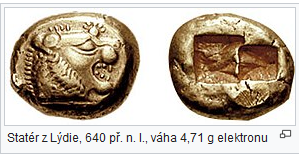 Statér z Lýdie, 640 př. n. l., váha 4,71 g elektronu